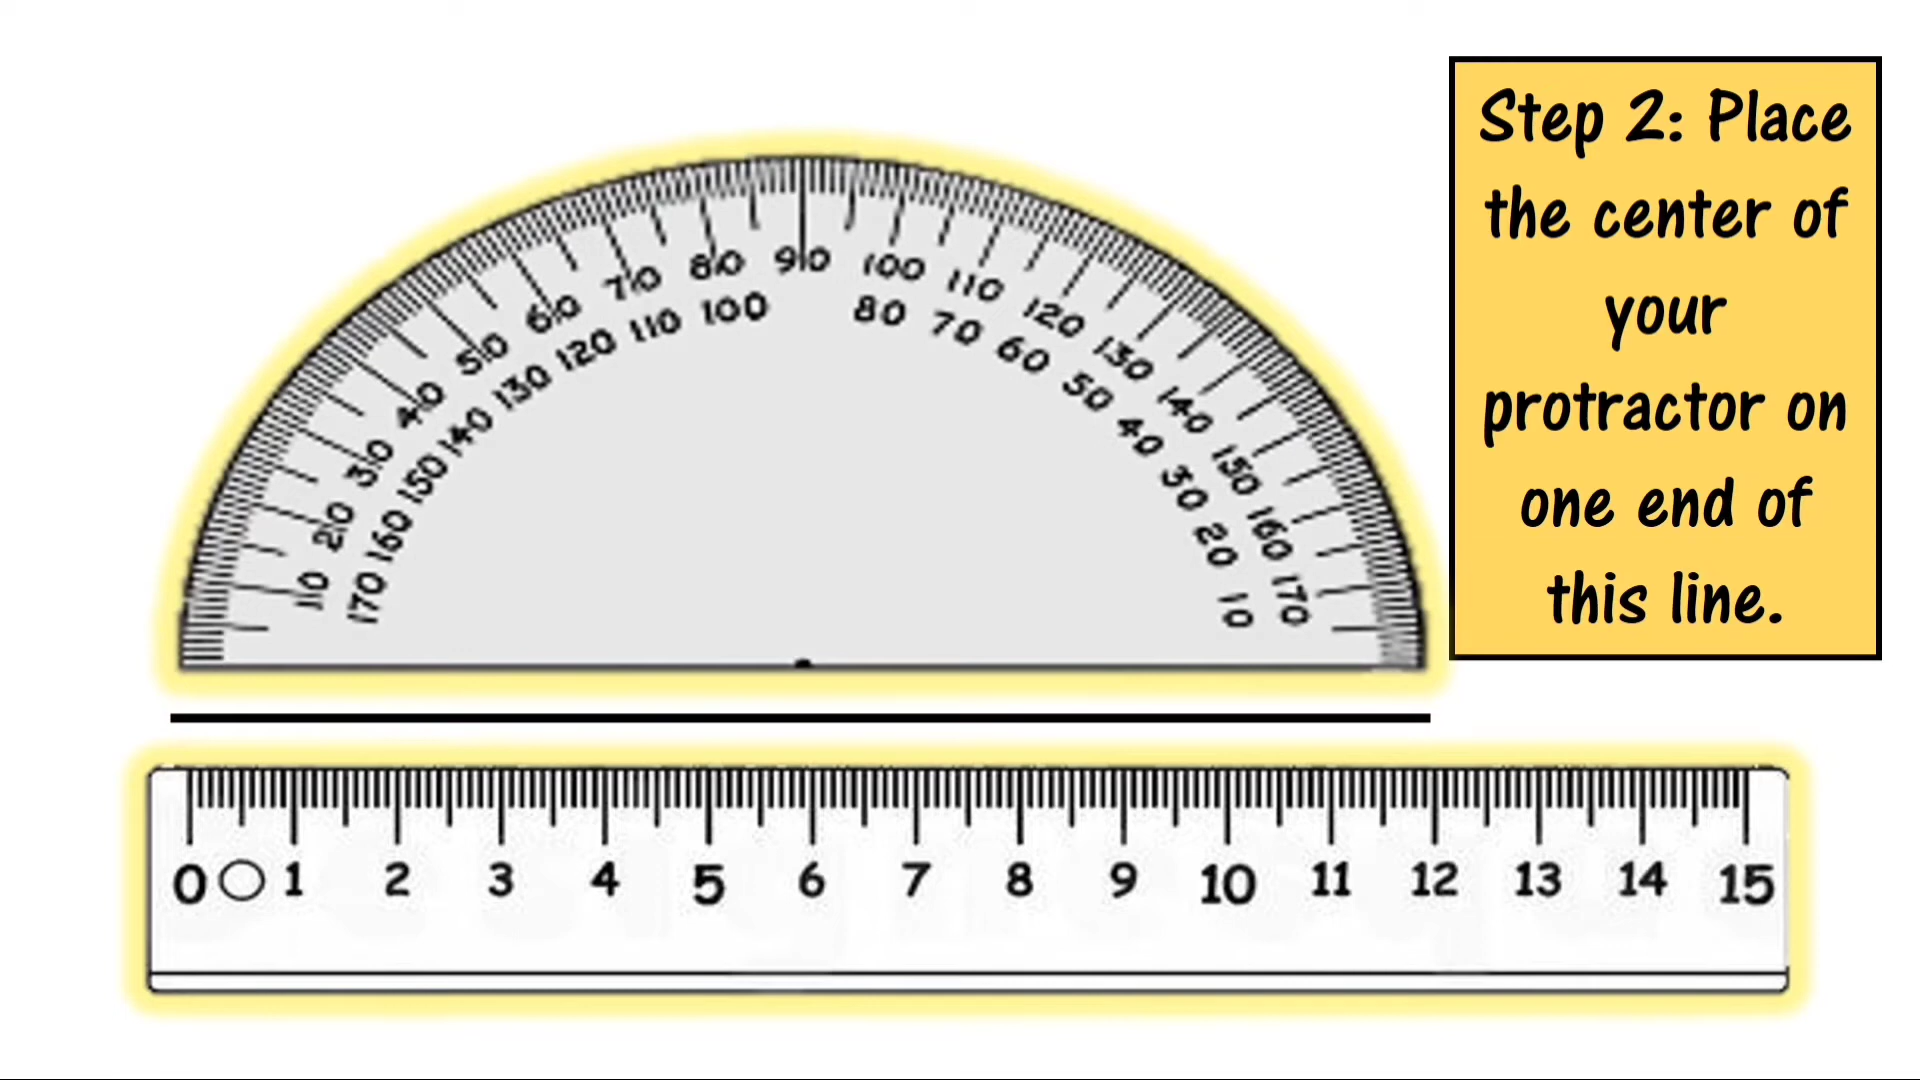 Step 2: Place
the center of
your
protractor on
one end of
this line.
10 20 30 40 50 60 70 80 90 100 110 120 130 140 150 160 170
170 160 150 140 130 120 110 100 80 70 60 50 40 30 20 10
0 1 2 3 4 5 6 7 8 9 10 11 12 13 14 15